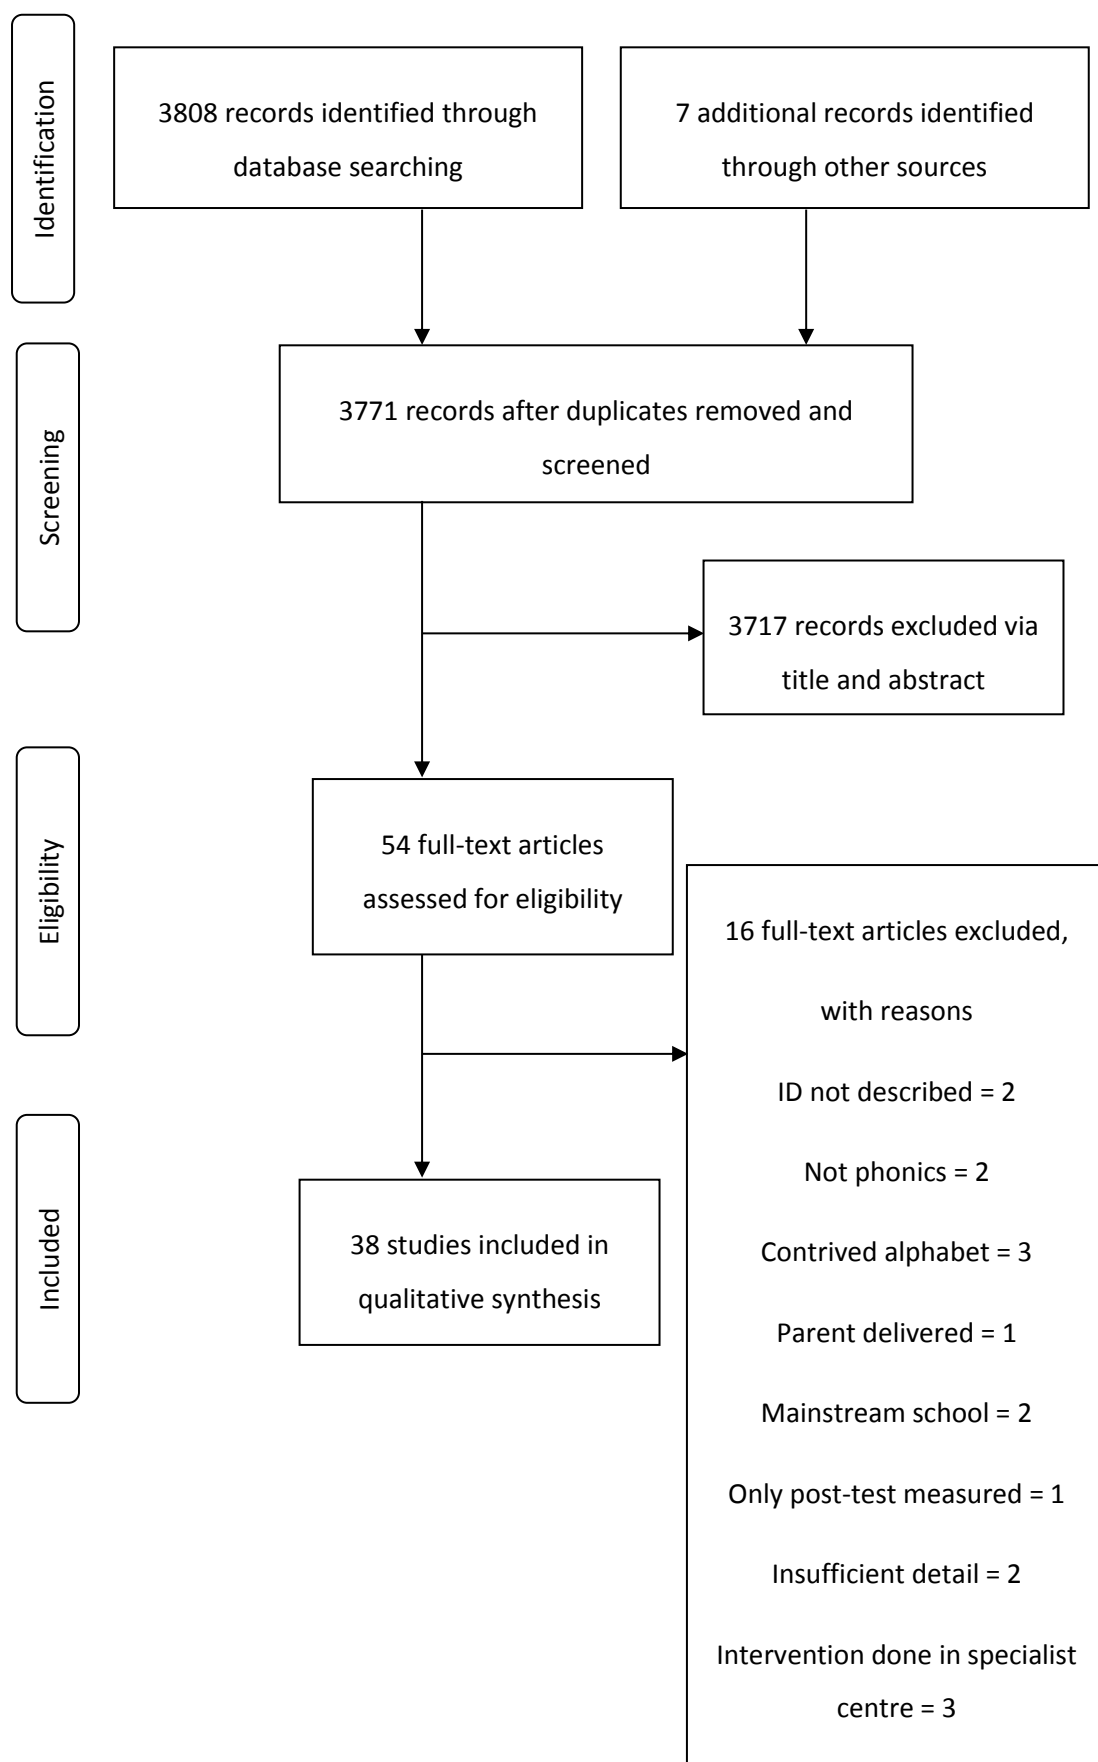 Identification
3808 records identified through
database searching
7 additional records identified
through other sources
Screening
3771 records after duplicates removed and
screened
3717 records excluded via
title and abstract
Eligibility
54 full-text articles
assessed for eligibility
16 full-text articles excluded,
with reasons
ID not described = 2
Not phonics = 2
Contrived alphabet = 3
Parent delivered = 1
Mainstream school = 2
Only post-test measured = 1
Insufficient detail = 2
Intervention done in specialist
centre = 3
Included
38 studies included in
qualitative synthesis